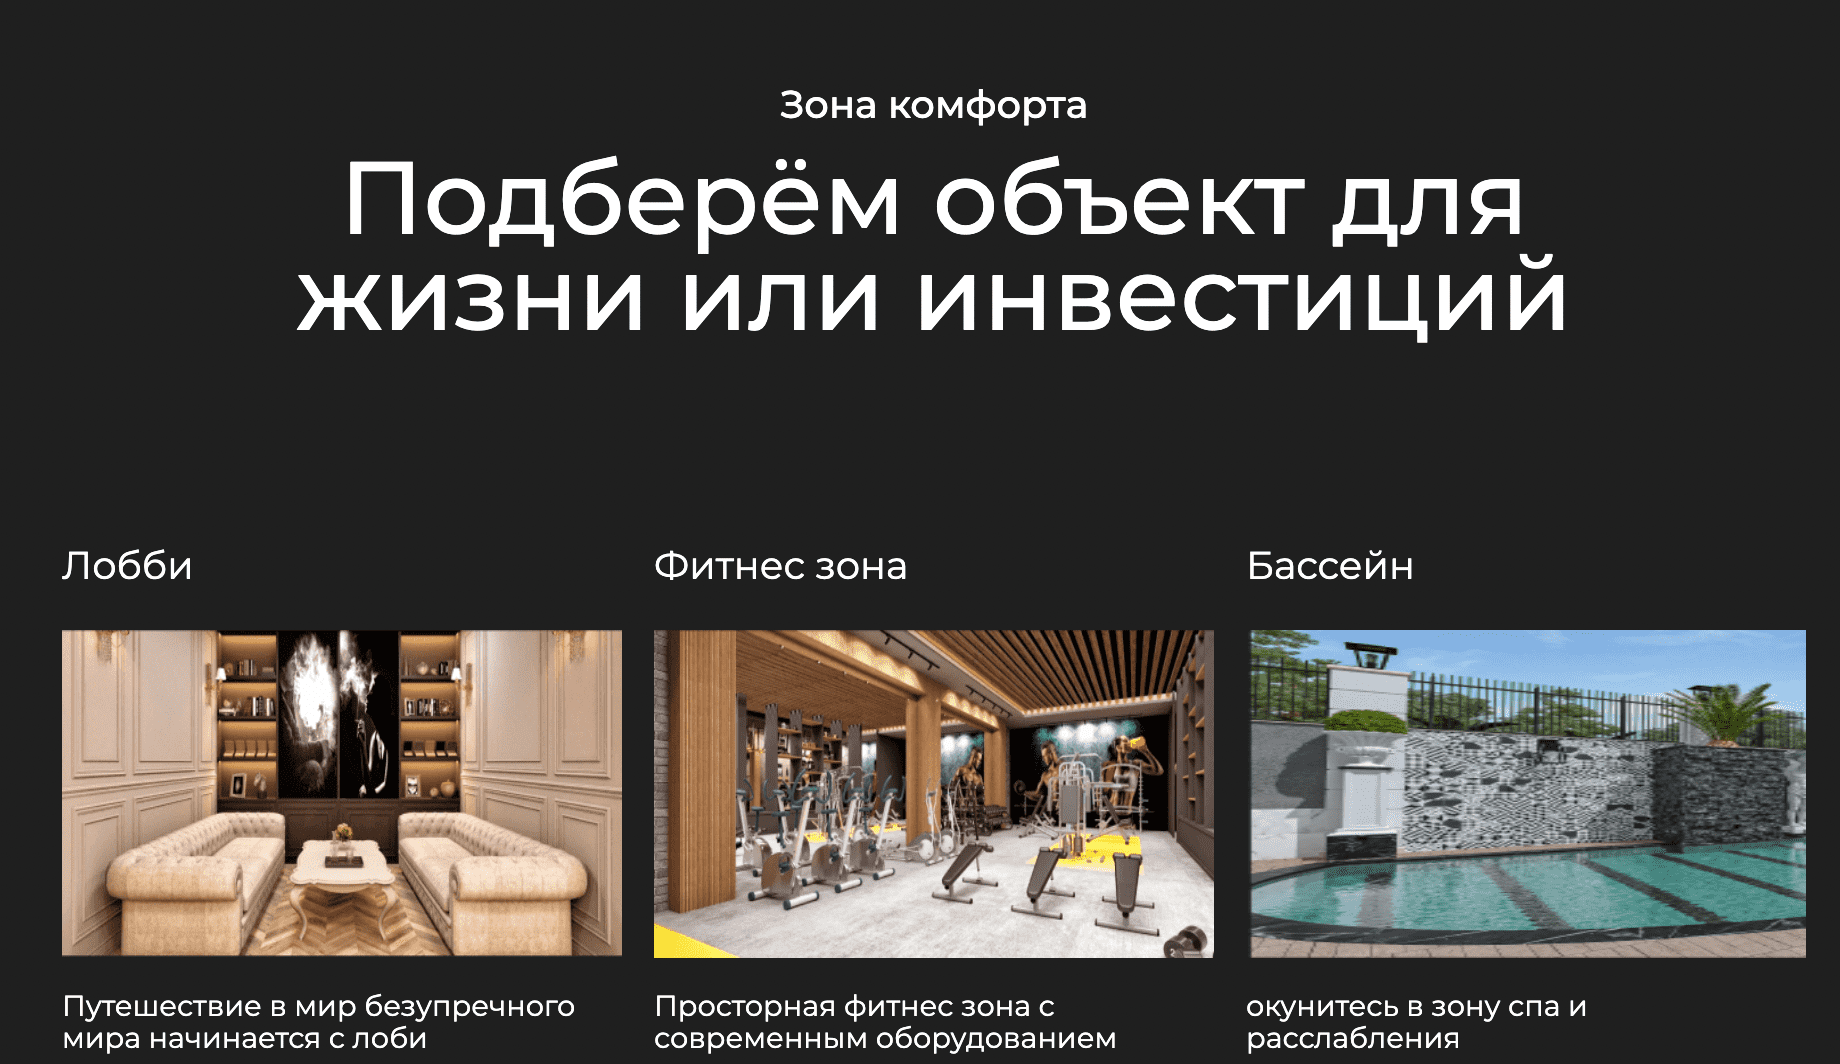 Зона комфорта
Подберём объект для
жизни или инвестиций
Лобби
Фитнес зона
Бассейн
Путешествие в мир безупречного
мира начинается с лоби
Просторная фитнес зона с
современным оборудованием
окунитесь в зону спа и
расслабления